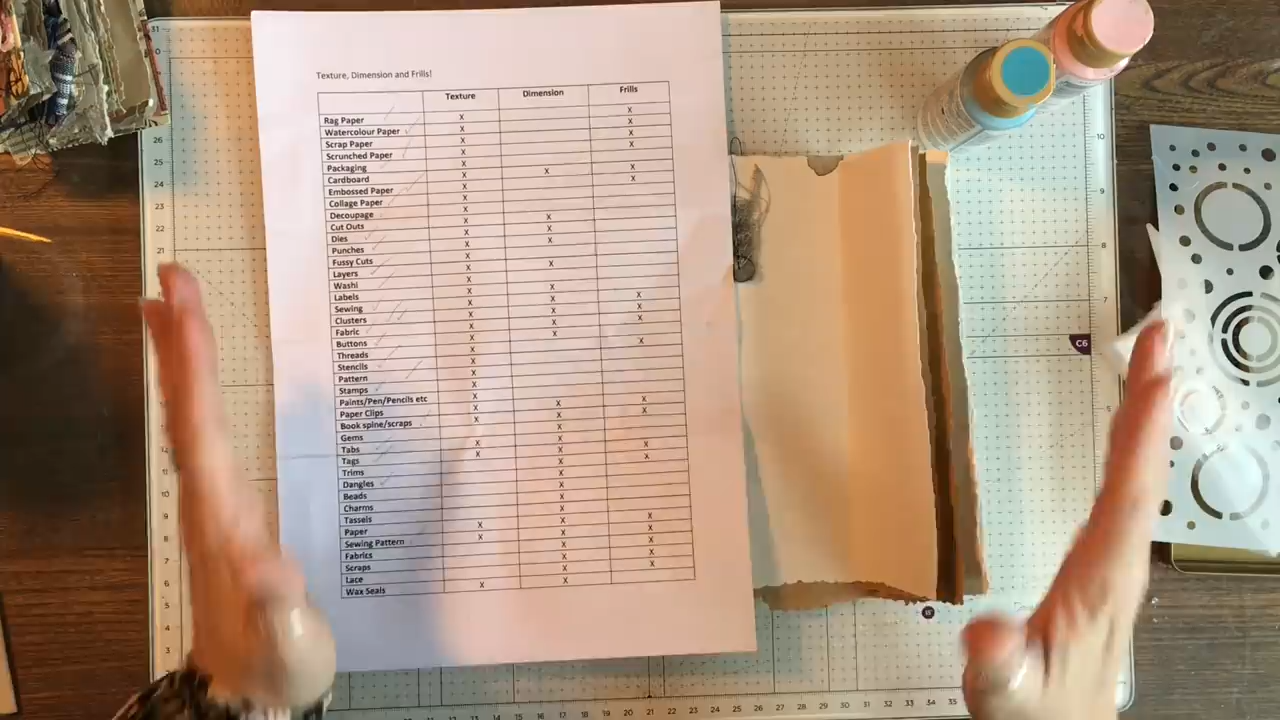 Texture, Dimension and Frills!
Texture Dimension Frills
Rag Paper X X
Watercolour Paper X X
Scrap Paper X X
Scrunched Paper X X
Packaging X
Cardboard X X X
Embossed Paper X X
Collage Paper X
Decoupage X
Cut Outs X X
Dies X X
Punches X X
Fussy Cuts X
Layers X X
Washi X
Labels X X
Sewing X X X
Clusters X X X
Fabric X X X
Buttons X X
Threads X X
Stencils X
Pattern X
Stamps X
Paints/Pen/Pencils etc X
Paper Clips X X X
Book spine/scraps X X X
Gems X
Tabs X X
Tags X X X
Trims X X
Dangles X
Beads X
Charms X
Tassels X
Paper X X X
Sewing Pattern X X X
Fabrics X X
Scraps X X
Lace X X
Wax Seals X X
C6